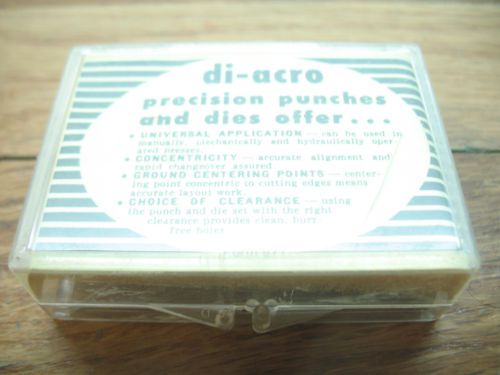 di-acro
precision punches
and dies offer...
• UNIVERSAL APPLICATION — can be used in
manually, mechanically and hydraulically oper-
ated presses.
• CONCENTRICITY — accurate alignment and
rapid changeover assured.
• GROUND CENTERING POINTS — center-
ing point concentric to cutting edges means
accurate layout work.
• CHOICE OF CLEARANCE — using
the punch and die set with the right
clearance provides clean, burr
free holes.